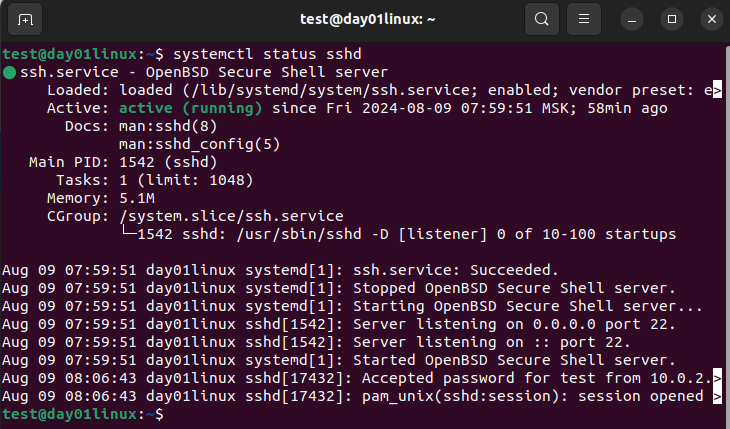 test@day01linux: ~
test@day01linux:~$ systemctl status sshd
● ssh.service - OpenBSD Secure Shell server
     Loaded: loaded (/lib/systemd/system/ssh.service; enabled; vendor preset: e>
     Active: active (running) since Fri 2024-08-09 07:59:51 MSK; 58min ago
       Docs: man:sshd(8)
             man:sshd_config(5)
   Main PID: 1542 (sshd)
      Tasks: 1 (limit: 1048)
     Memory: 5.1M
     CGroup: /system.slice/ssh.service
             └─1542 sshd: /usr/sbin/sshd -D [listener] 0 of 10-100 startups
Aug 09 07:59:51 day01linux systemd[1]: ssh.service: Succeeded.
Aug 09 07:59:51 day01linux systemd[1]: Stopped OpenBSD Secure Shell server.
Aug 09 07:59:51 day01linux systemd[1]: Starting OpenBSD Secure Shell server...
Aug 09 07:59:51 day01linux sshd[1542]: Server listening on 0.0.0.0 port 22.
Aug 09 07:59:51 day01linux sshd[1542]: Server listening on :: port 22.
Aug 09 07:59:51 day01linux systemd[1]: Started OpenBSD Secure Shell server.
Aug 09 08:06:43 day01linux sshd[17432]: Accepted password for test from 10.0.2.>
Aug 09 08:06:43 day01linux sshd[17432]: pam_unix(sshd:session): session opened >
test@day01linux:~$